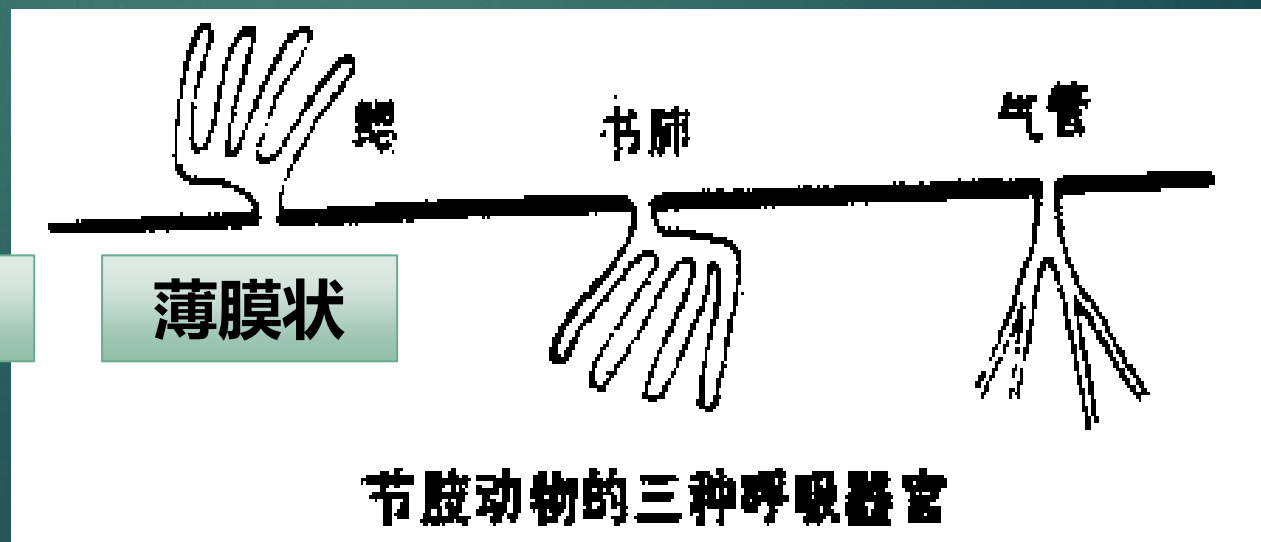 鳃
书肺
气管
薄膜状
节肢动物的三种呼吸器官